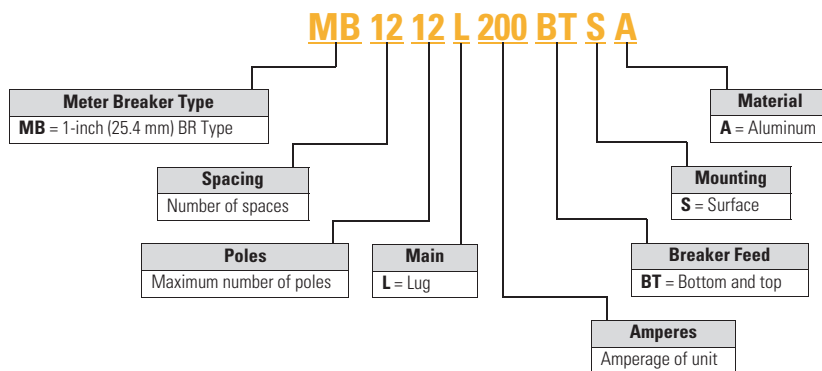 MB 12 12 L 200 BT S A
Meter Breaker Type
MB = 1-inch (25.4 mm) BR Type
Material
A = Aluminum
Spacing
Number of spaces
Mounting
S = Surface
Poles
Maximum number of poles
Main
L = Lug
Breaker Feed
BT = Bottom and top
Amperes
Amperage of unit